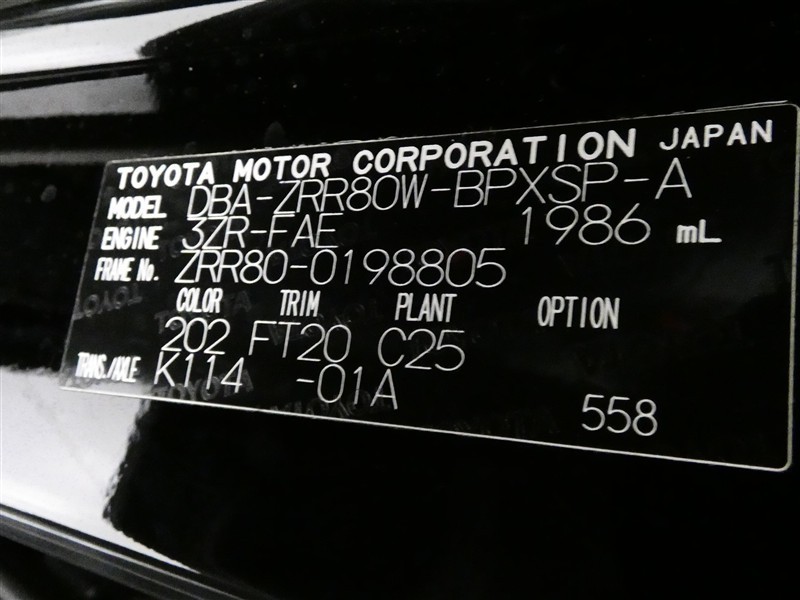 TOYOTA MOTOR CORPORATION JAPAN
MODEL DBA-ZRR80W-BPXSP-A
ENGINE 3ZR-FAE 1986 mL
FRAME No. ZRR80-0198805
COLOR TRIM PLANT OPTION
202 FT20 C25
TRANS./AXLE K114 -01A
558